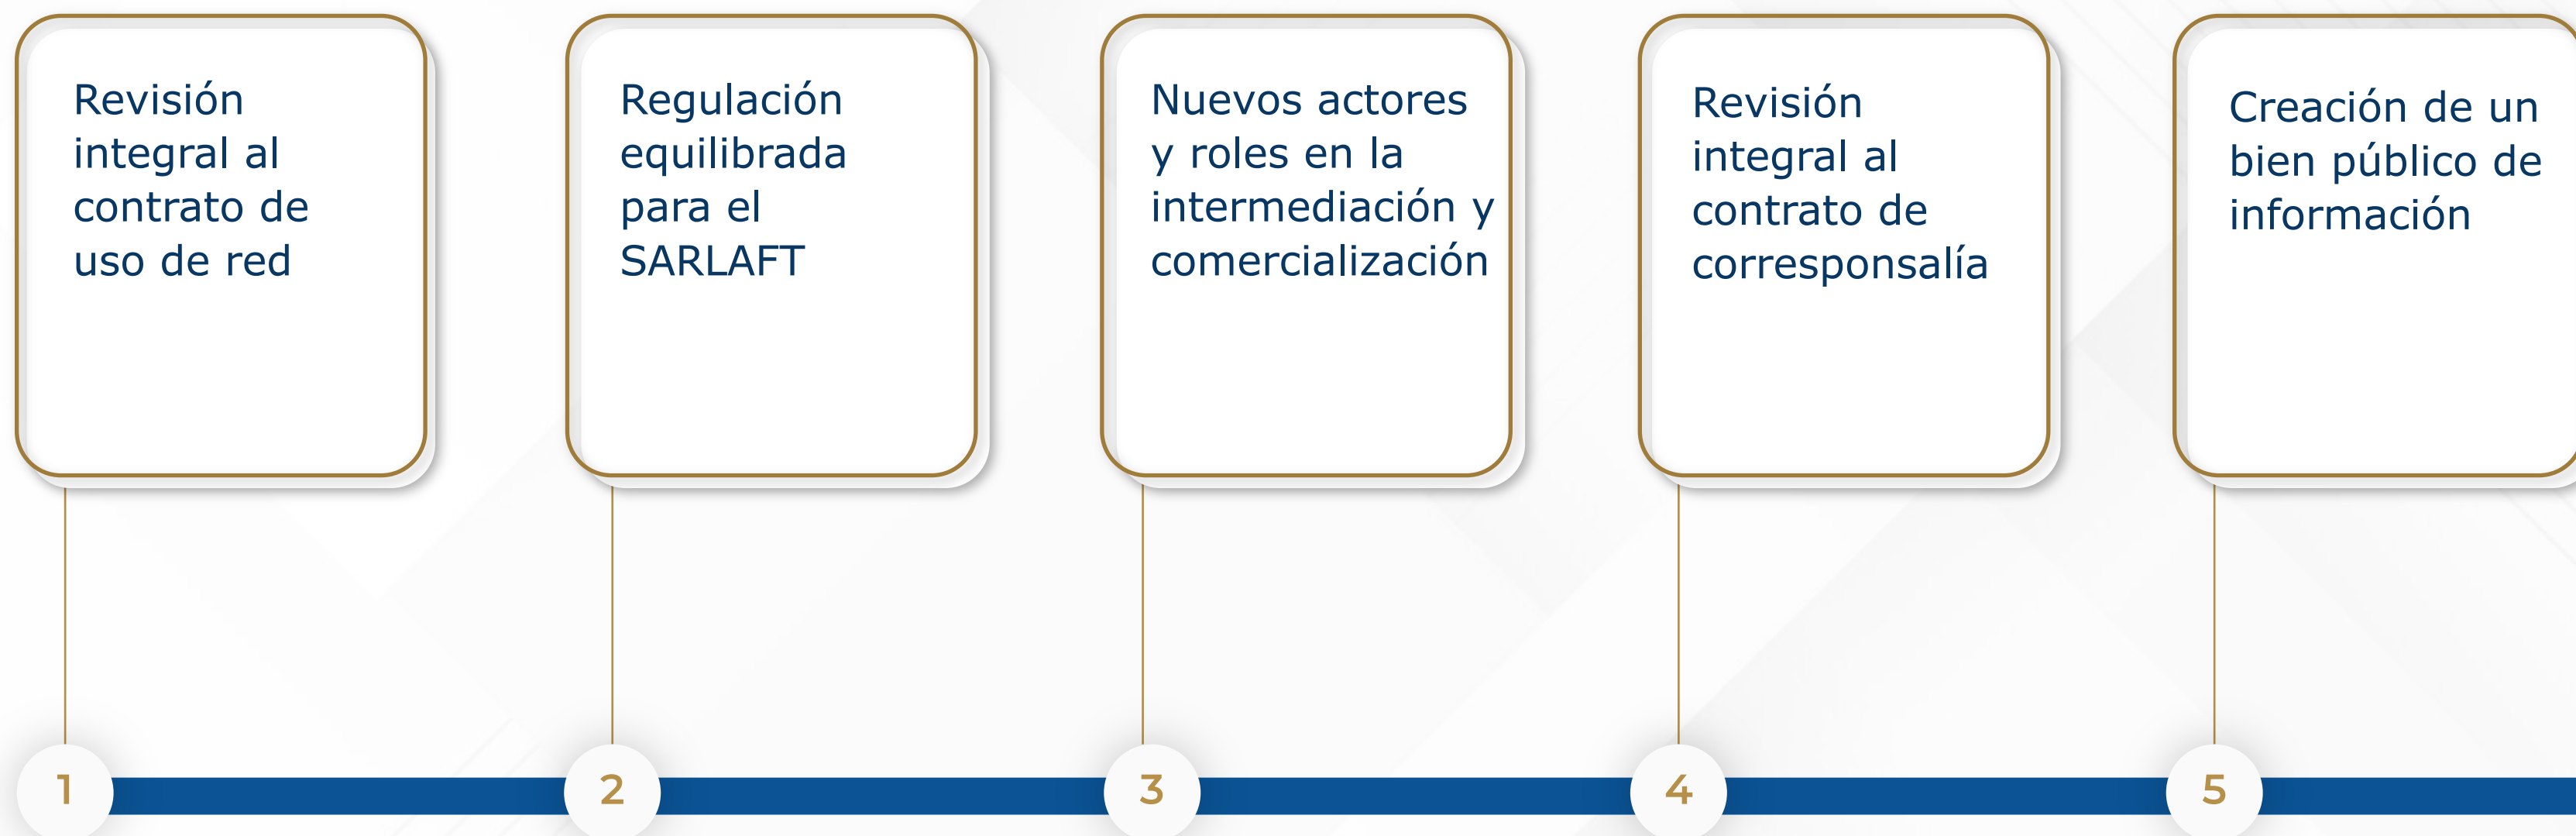 Revisión
integral al
contrato de
uso de red
Regulación
equilibrada
para el
SARLAFT
Nuevos actores
y roles en la
intermediación y
comercialización
Revisión
integral al
contrato de
corresponsalía
Creación de un
bien público de
información
1
2
3
4
5